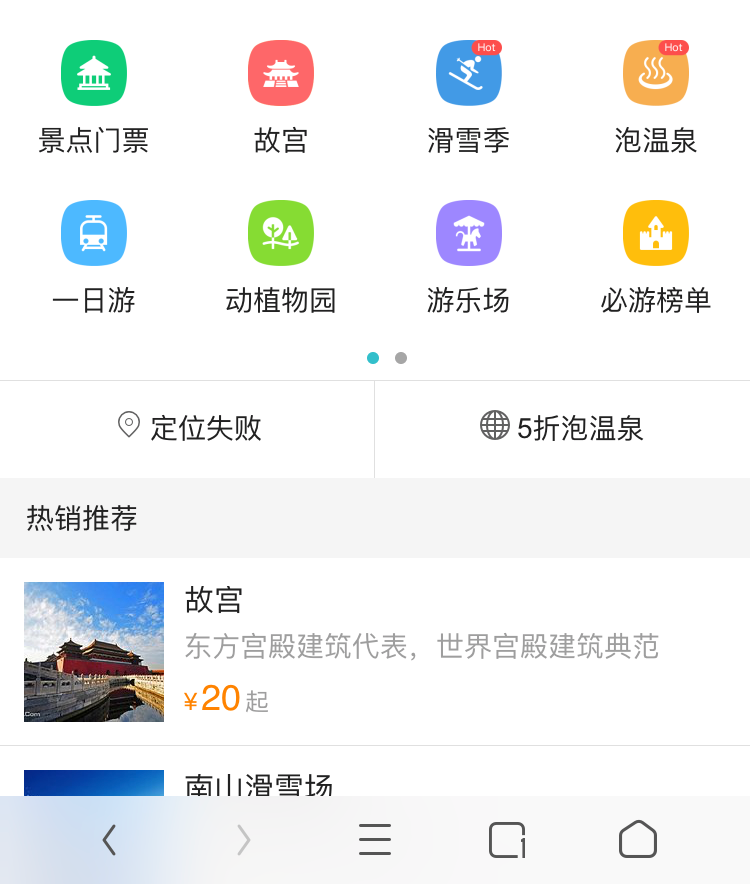 Hot
Hot
景点门票 故宫 滑雪季 泡温泉
一日游 动植物园 游乐场 必游榜单
定位失败 5折泡温泉
热销推荐
故宫
东方宫殿建筑代表，世界宫殿建筑典范
¥20起
.Com
南山滑雪场
1